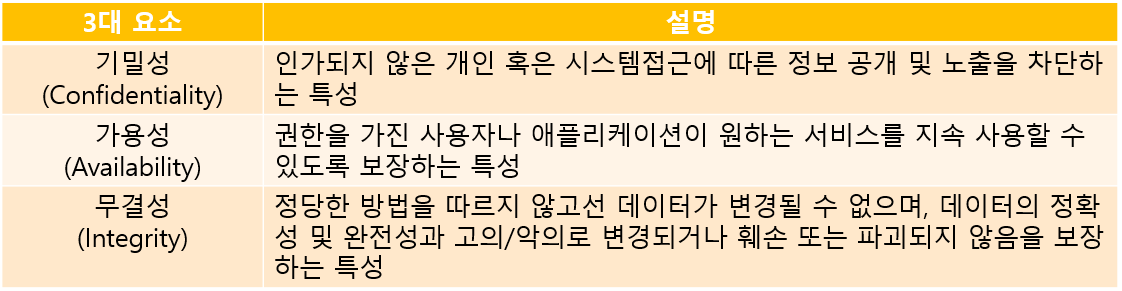 3대 요소
설명
기밀성
(Confidentiality)
인가되지 않은 개인 혹은 시스템접근에 따른 정보 공개 및 노출을 차단하
는 특성
가용성
(Availability)
권한을 가진 사용자나 애플리케이션이 원하는 서비스를 지속 사용할 수
있도록 보장하는 특성
무결성
(Integrity)
정당한 방법을 따르지 않고선 데이터가 변경될 수 없으며, 데이터의 정확
성 및 완전성과 고의/악의로 변경되거나 훼손 또는 파괴되지 않음을 보장
하는 특성